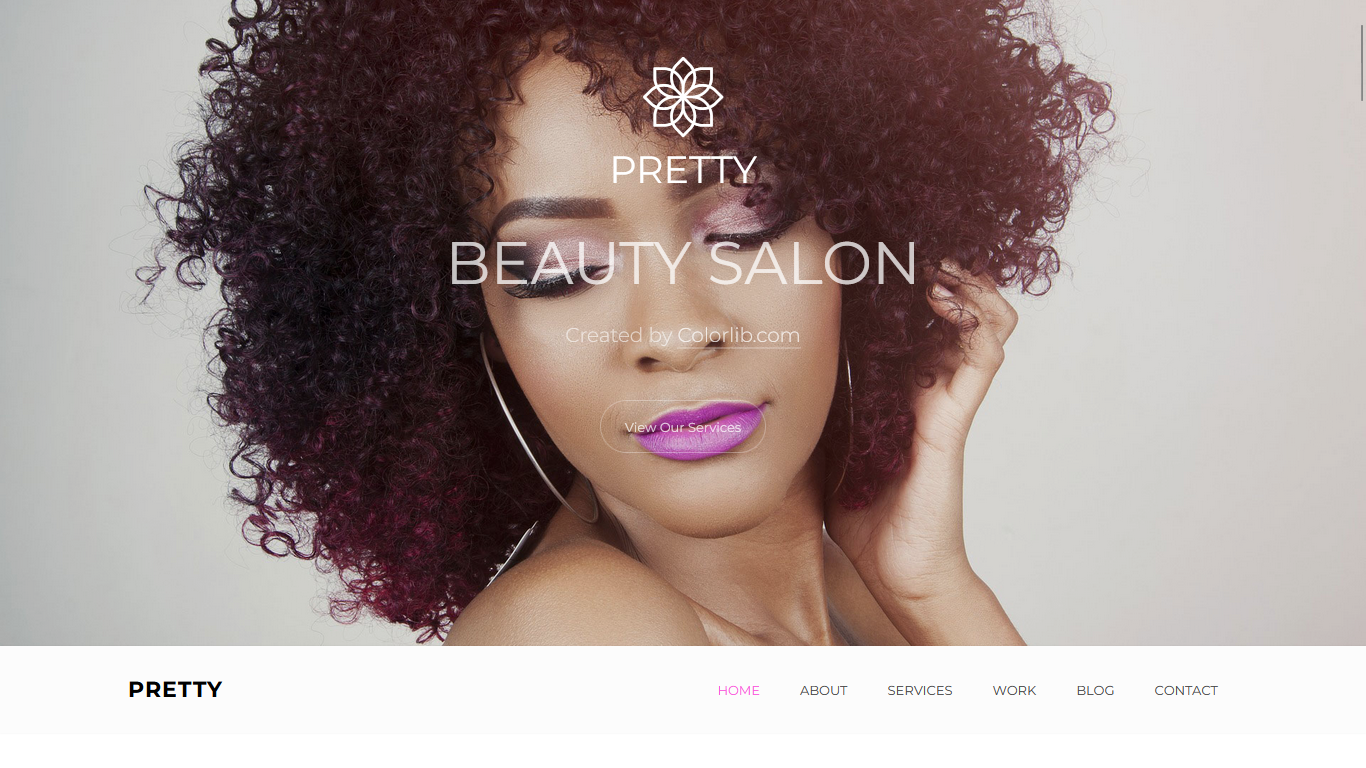 PRETTY
BEAUTY SALON
Created by Colorlib.com
View Our Services
PRETTY HOME ABOUT SERVICES WORK BLOG CONTACT